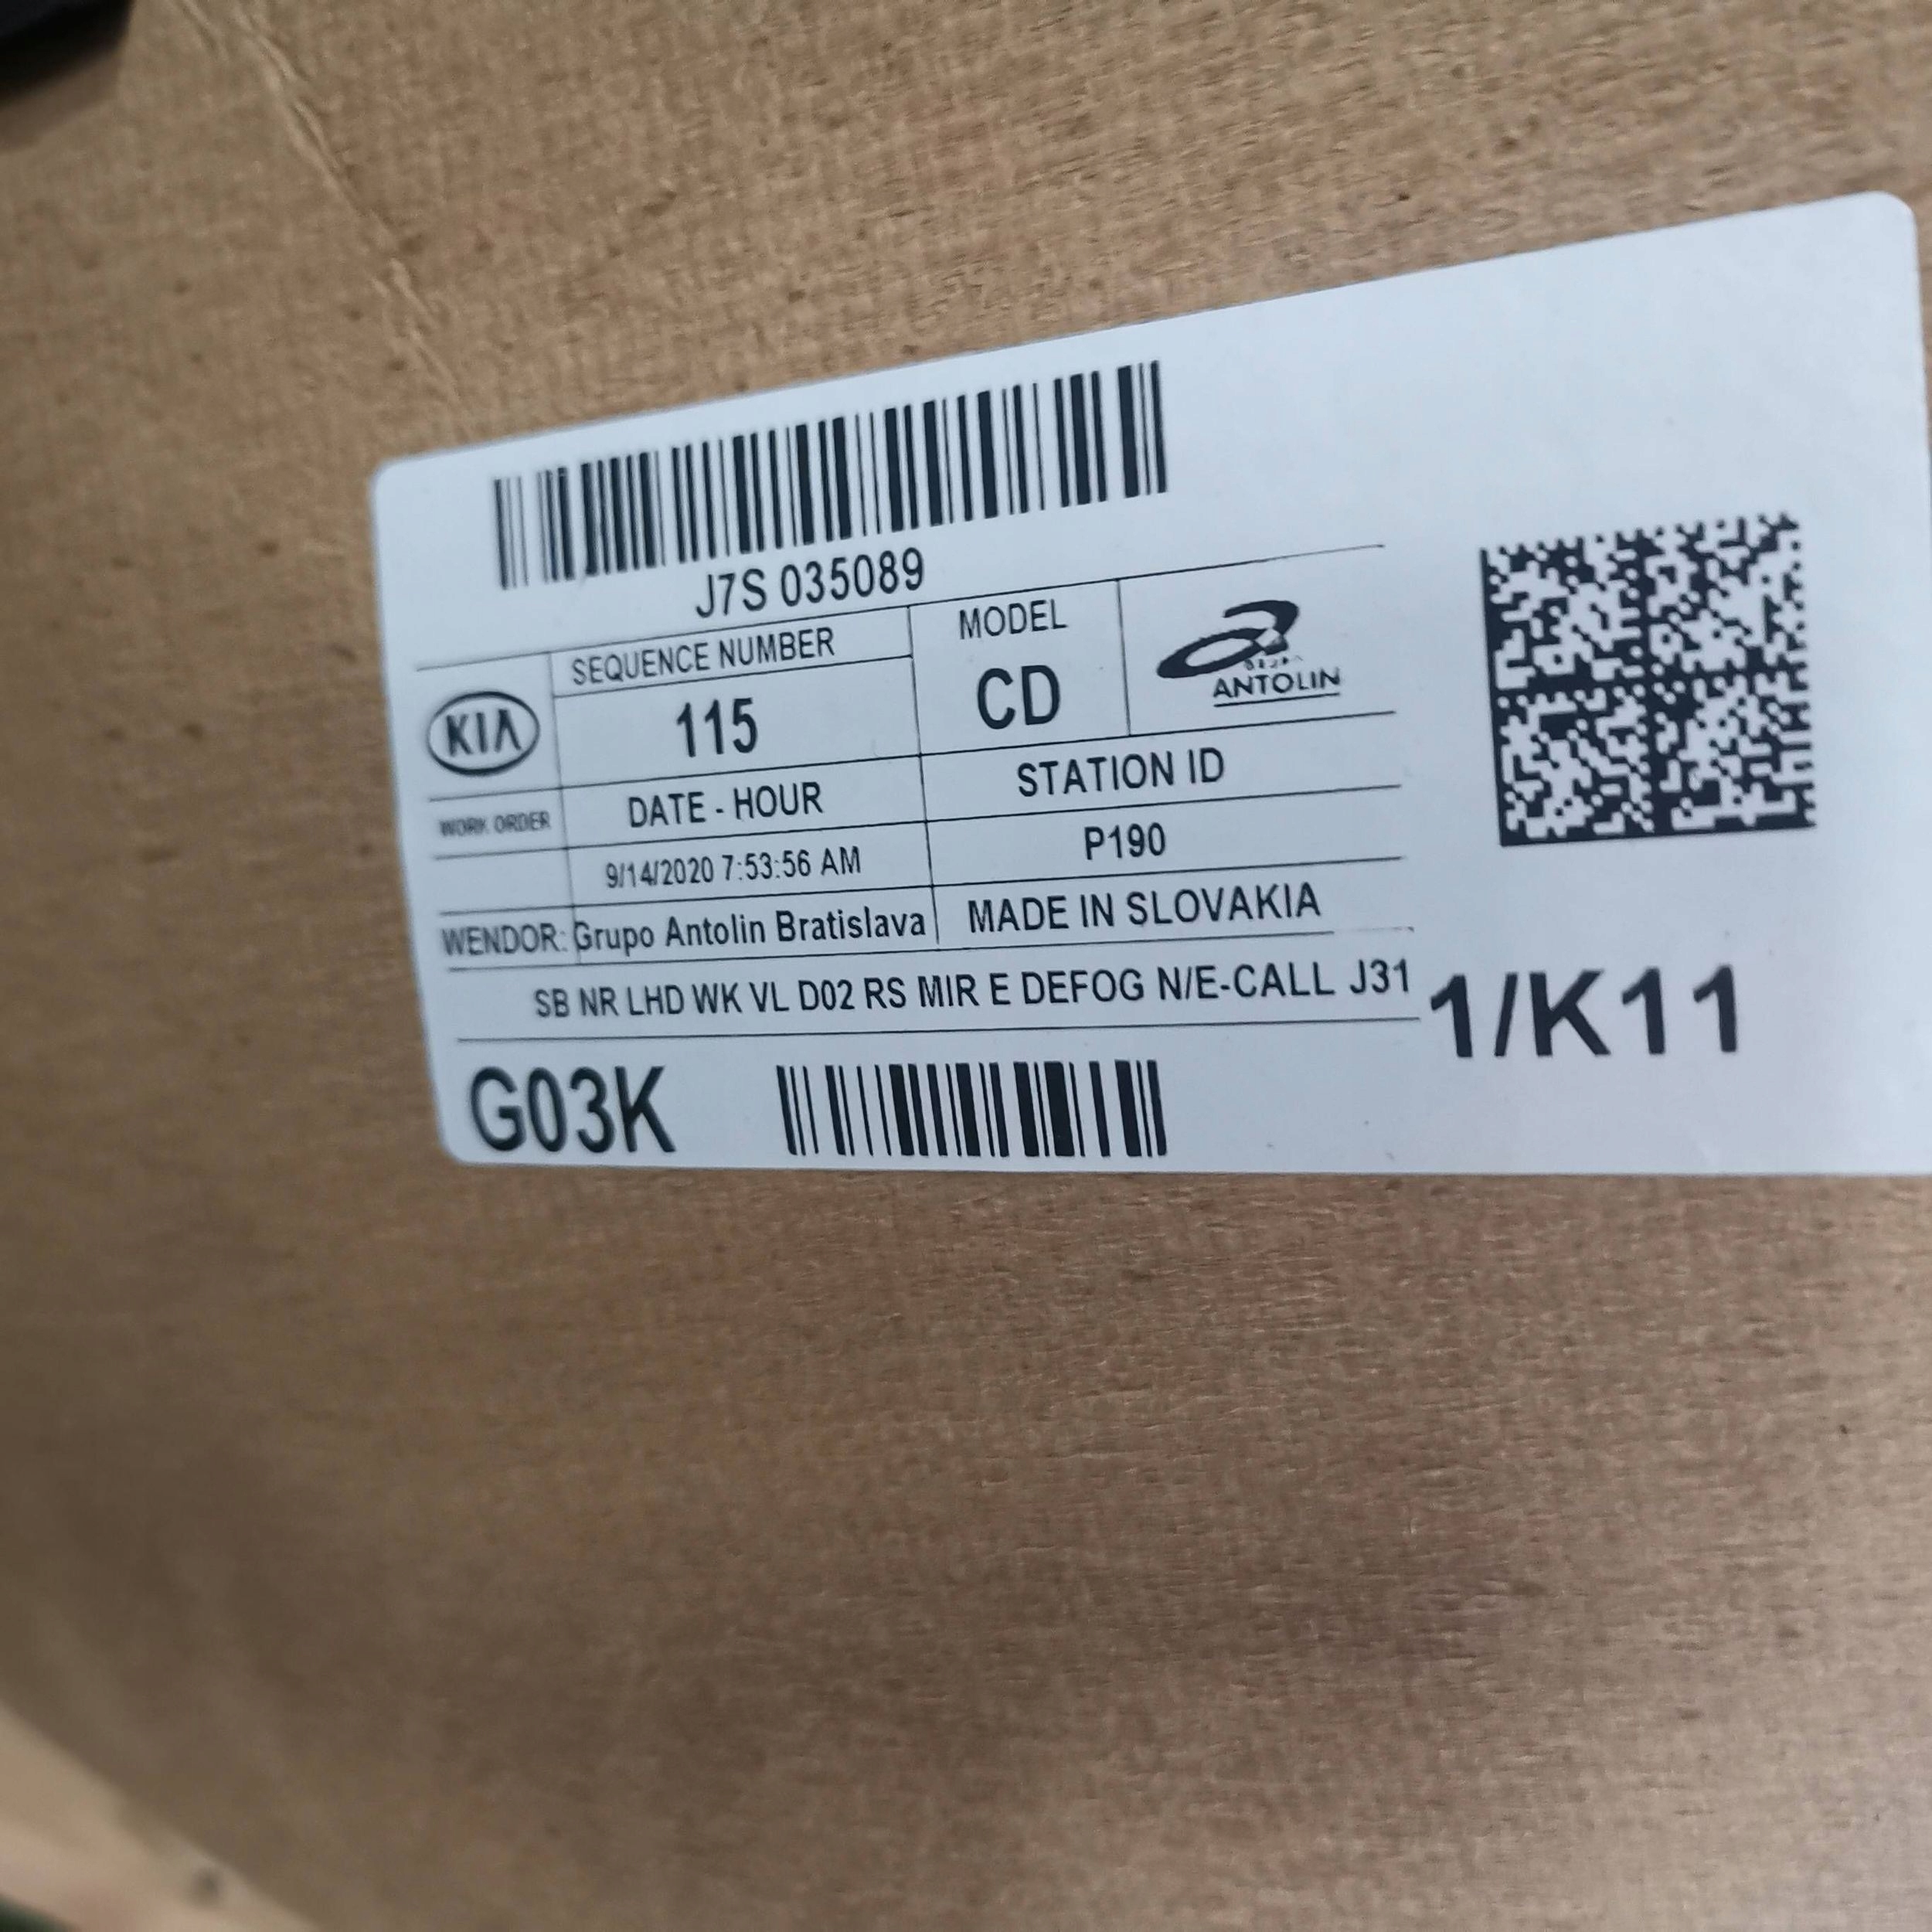 J7S 035089
KIA
SEQUENCE NUMBER
115
MODEL
CD
ANTOLIN
WORK ORDER
DATE - HOUR
9/14/2020 7:53:56 AM
STATION ID
P190
WENDOR: Grupo Antolin Bratislava
MADE IN SLOVAKIA
SB NR LHD WK VL D02 RS MIR E DEFOG N/E-CALL J31
1/K11
G03K